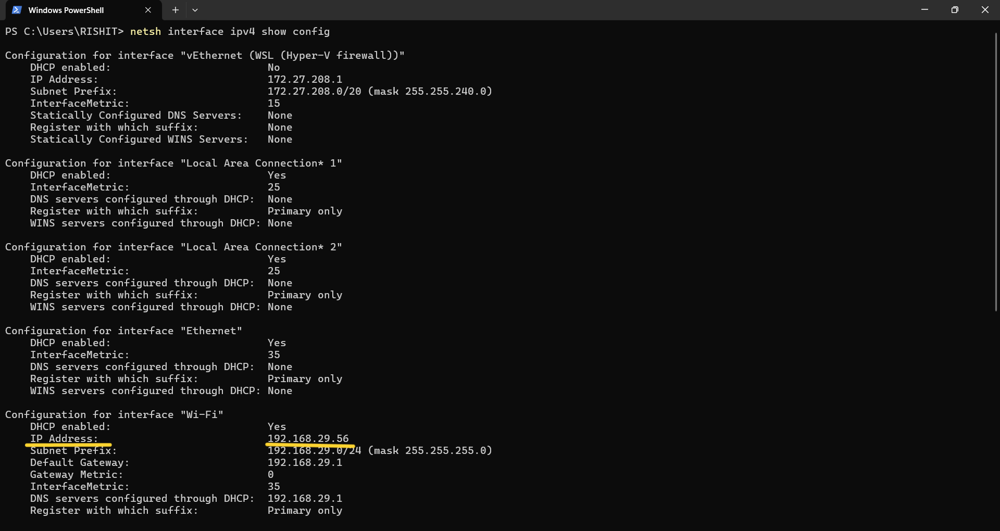 Windows PowerShell
PS C:\Users\RISHIT> netsh interface ipv4 show config
Configuration for interface "vEthernet (WSL (Hyper-V firewall))"
DHCP enabled: No
IP Address: 172.27.208.1
Subnet Prefix: 172.27.208.0/20 (mask 255.255.240.0)
InterfaceMetric: 15
Statically Configured DNS Servers: None
Register with which suffix: None
Statically Configured WINS Servers: None
Configuration for interface "Local Area Connection* 1"
DHCP enabled: Yes
InterfaceMetric: 25
DNS servers configured through DHCP: None
Register with which suffix: Primary only
WINS servers configured through DHCP: None
Configuration for interface "Local Area Connection* 2"
DHCP enabled: Yes
InterfaceMetric: 25
DNS servers configured through DHCP: None
Register with which suffix: Primary only
WINS servers configured through DHCP: None
Configuration for interface "Ethernet"
DHCP enabled: Yes
InterfaceMetric: 35
DNS servers configured through DHCP: None
Register with which suffix: Primary only
WINS servers configured through DHCP: None
Configuration for interface "Wi-Fi"
DHCP enabled: Yes
IP Address: 192.168.29.56
Subnet Prefix: 192.168.29.0/24 (mask 255.255.255.0)
Default Gateway: 192.168.29.1
Gateway Metric: 0
InterfaceMetric: 35
DNS servers configured through DHCP: 192.168.29.1
Register with which suffix: Primary only